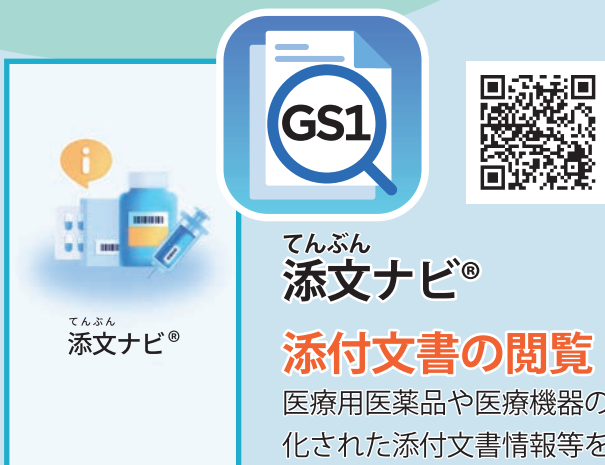 GS1
てんぶん
添文ナビ®
てんぶん
添文ナビ®
添付文書の閲覧
医療用医薬品や医療機器の
化された添付文書情報等を